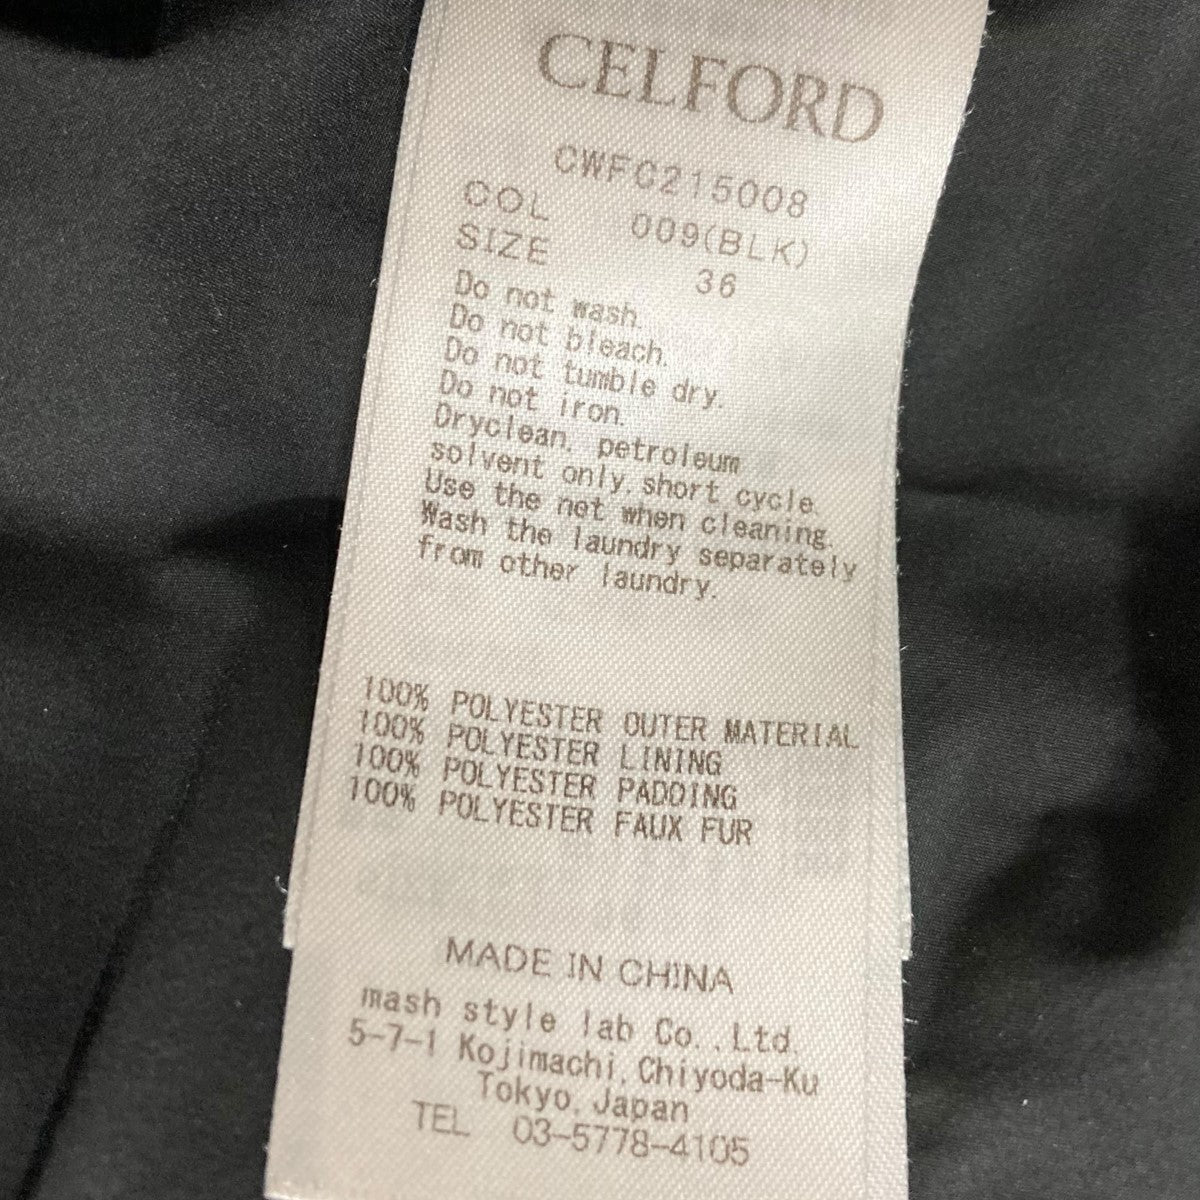 CELFORD
CWFC215008
COL 009(BLK)
SIZE 36
Do not wash.
Do not bleach.
Do not tumble dry.
Do not iron.
Dryclean, petroleum
solvent only,short cycle.
Use the net when cleaning.
Wash the laundry separately
from other laundry.
100% POLYESTER OUTER MATERIAL
100% POLYESTER LINING
100% POLYESTER PADDING
100% POLYESTER FAUX FUR
MADE IN CHINA
mash style lab Co.,Ltd.
5-7-1 Kojimachi,Chiyoda-Ku
Tokyo,Japan
TEL 03-5778-4105